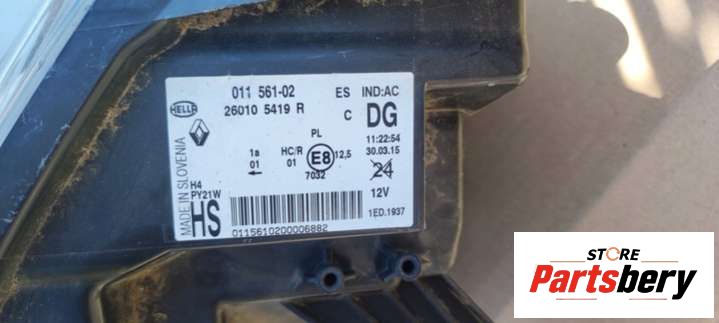 HELLA
011 561-02
26010 5419 R
ES
C
IND:AC
DG
11:22:54
30.03.15
24
12V
1ED.1937
PL
1a
01
←
HC/R
01
E8
12,5
7032
MADE IN SLOVENIA
H4
PY21W
HS
0115610200006882
STORE
Partsbery